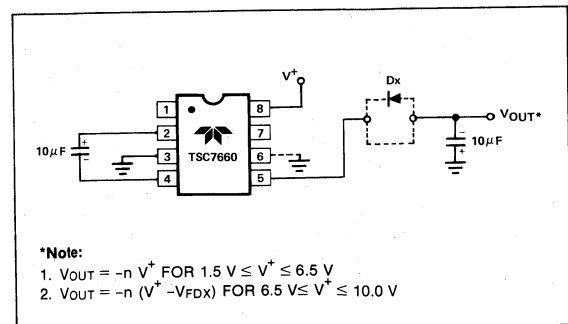 V+
Dx
1
8
VOUT*
2
7
10μF
+
−
TSC7660
−
10μF
+
3
6
4
5
*Note:
1. VOUT = −n V+ FOR 1.5 V ≤ V+ ≤ 6.5 V
2. VOUT = −n (V+ −VFDX) FOR 6.5 V≤ V+ ≤ 10.0 V